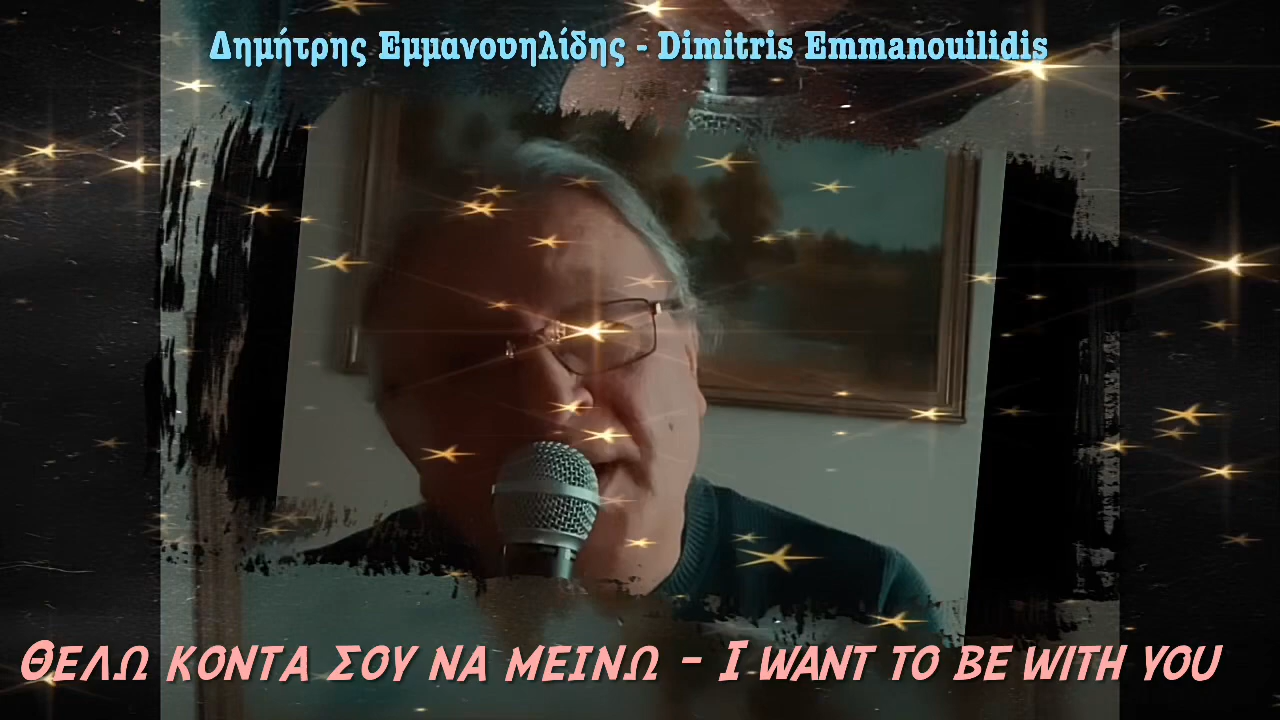 Δημήτρης Εμμανουηλίδης - Dimitris Emmanouilidis
Θελω κοντα Σου να μεινω - I want to be with you